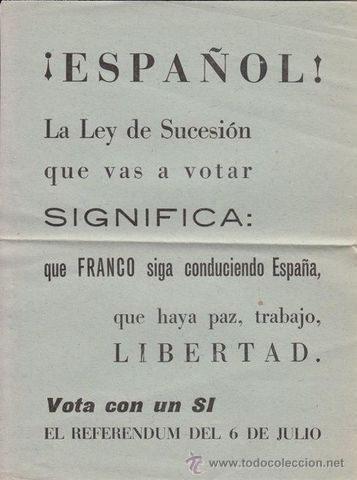 ¡ESPAÑOL!
La Ley de Sucesión
que vas a votar
SIGNIFICA:
que FRANCO siga conduciendo España,
que haya paz, trabajo,
LIBERTAD.
Vota con un SI
EL REFERENDUM DEL 6 DE JULIO
© www.todocoleccion.net